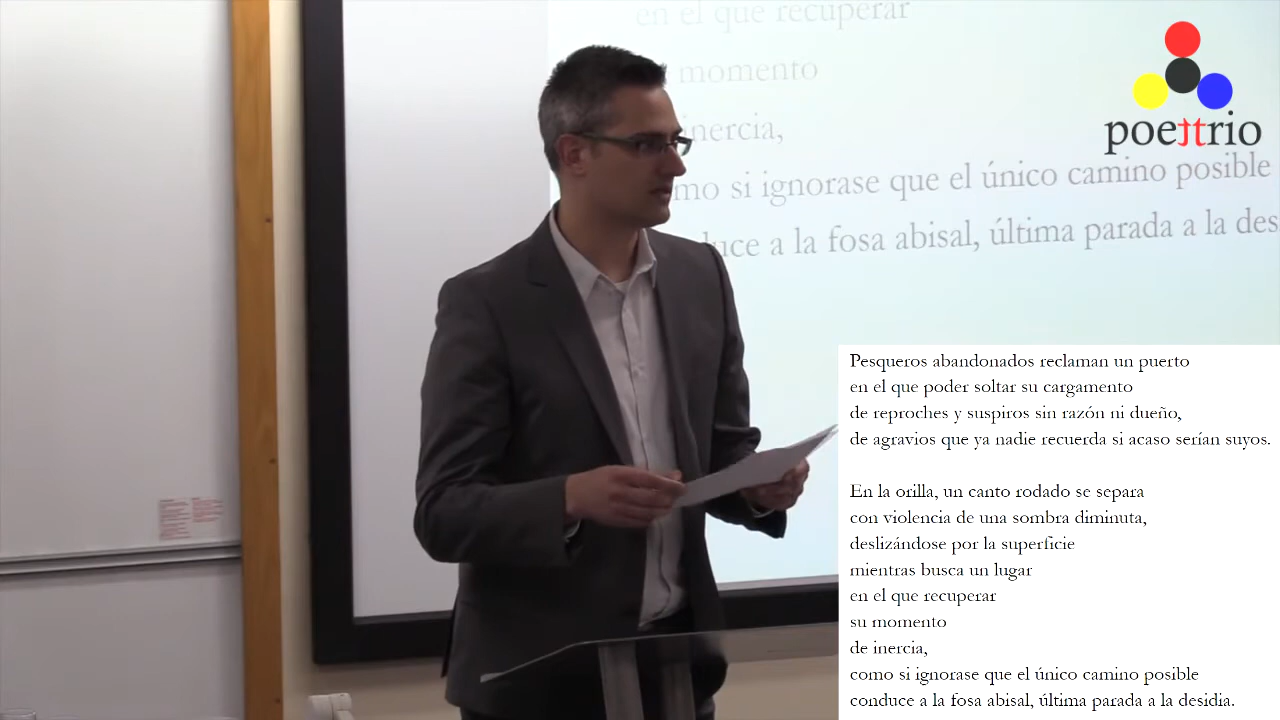 en el que recuperar
momento
inercia,
mo si ignorase que el único camino posible
duce a la fosa abisal, última parada a la des
poettrio
Pesqueros abandonados reclaman un puerto
en el que poder soltar su cargamento
de reproches y suspiros sin razón ni dueño,
de agravios que ya nadie recuerda si acaso serían suyos.
En la orilla, un canto rodado se separa
con violencia de una sombra diminuta,
deslizándose por la superficie
mientras busca un lugar
en el que recuperar
su momento
de inercia,
como si ignorase que el único camino posible
conduce a la fosa abisal, última parada a la desidia.